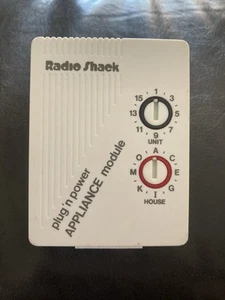 Radio Shack
15 1 3
13 5
11 7
9
UNIT
A
O C
M E
K G
I
HOUSE
plug 'n power
APPLIANCE module